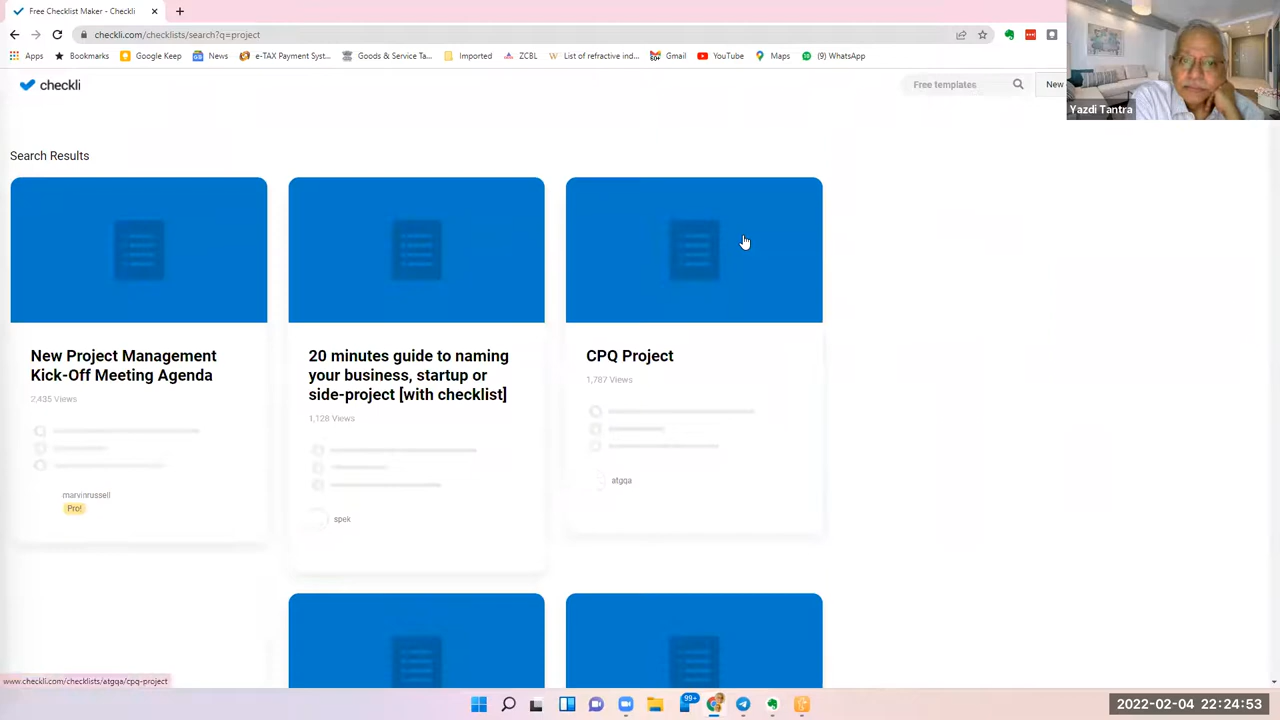 Free Checklist Maker - Checkli
checkli.com/checklists/search?q=project
Apps
Bookmarks
Google Keep
News
e-TAX Payment Syst...
Goods & Service Ta...
Imported
ZCBL
List of refractive ind...
Gmail
YouTube
Maps
(9) WhatsApp
checkli
Free templates
New
Yazdi Tantra
Search Results
New Project Management
Kick-Off Meeting Agenda
2,435 Views
marvinrussell
Pro!
20 minutes guide to naming
your business, startup or
side-project [with checklist]
1,128 Views
spek
CPQ Project
1,787 Views
atgqa
www.checkli.com/checklists/atgqa/cpq-project
99+
2022-02-04 22:24:53